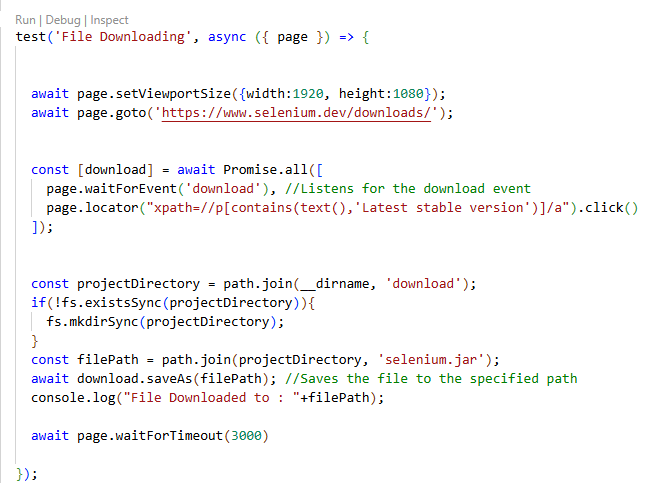 Run | Debug | Inspect
test('File Downloading', async ({ page }) => {
await page.setViewportSize({width:1920, height:1080});
await page.goto('https://www.selenium.dev/downloads/');
const [download] = await Promise.all([
page.waitForEvent('download'), //Listens for the download event
page.locator("xpath=//p[contains(text(),'Latest stable version')]/a").click()
]);
const projectDirectory = path.join(__dirname, 'download');
if(!fs.existsSync(projectDirectory)){
fs.mkdirSync(projectDirectory);
}
const filePath = path.join(projectDirectory, 'selenium.jar');
await download.saveAs(filePath); //Saves the file to the specified path
console.log("File Downloaded to : "+filePath);
await page.waitForTimeout(3000)
});